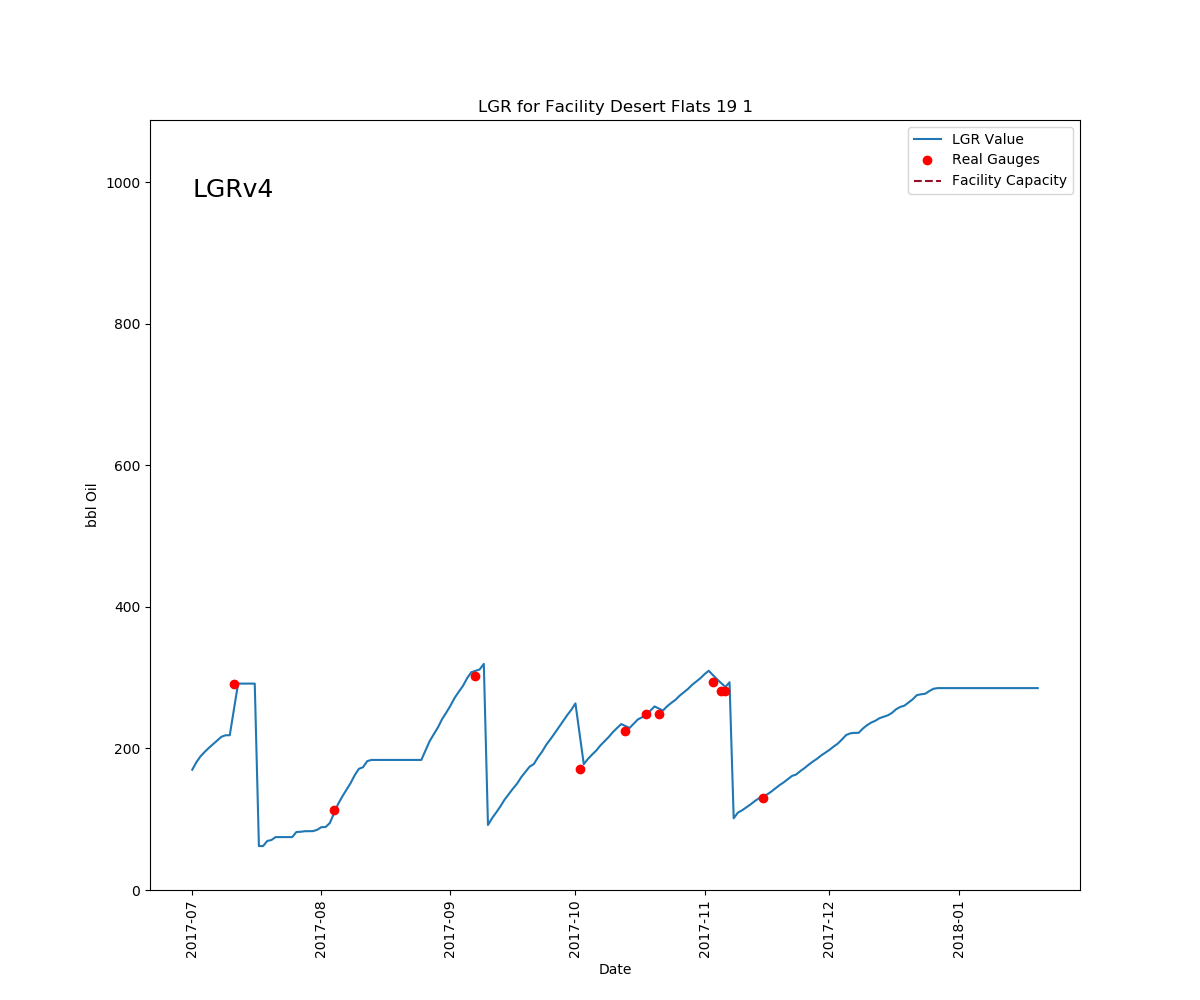 LGR for Facility Desert Flats 19 1
LGRv4
LGR Value
Real Gauges
Facility Capacity
1000
800
600
400
200
0
bbl Oil
2017-07
2017-08
2017-09
2017-10
2017-11
2017-12
2018-01
Date